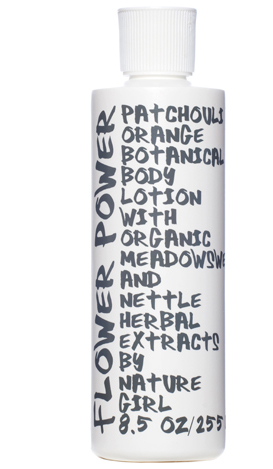 FLOWER POWER
PATCHOULI
ORANGE
BOTANICAL
BODY
LOTION
WITH
ORGANIC
MEADOWSWE
AND
NETTLE
HERBAL
EXTRACTS
BY
NATURE
GIRL
8.5 OZ/255